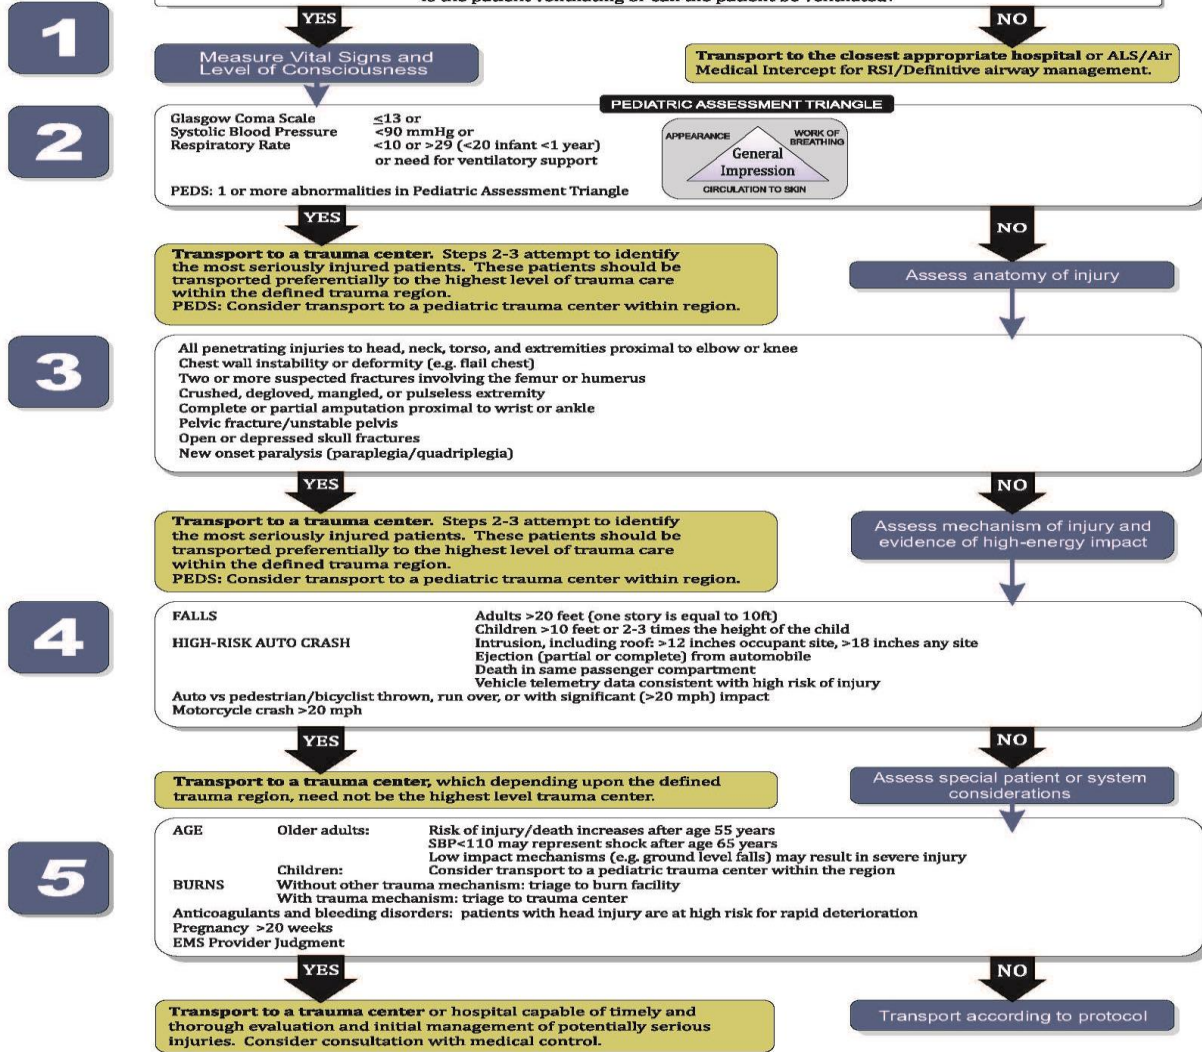 is the patient ventilating or can the patient be ventilated?
1
YES
NO
Measure Vital Signs and
Level of Consciousness
Transport to the closest appropriate hospital or ALS/Air
Medical Intercept for RSI/Definitive airway management.
2
PEDIATRIC ASSESSMENT TRIANGLE
Glasgow Coma Scale ≤13 or
Systolic Blood Pressure <90 mmHg or
Respiratory Rate <10 or >29 (<20 infant <1 year)
or need for ventilatory support
PEDS: 1 or more abnormalities in Pediatric Assessment Triangle
APPEARANCE
WORK OF
BREATHING
General
Impression
CIRCULATION TO SKIN
YES
NO
Transport to a trauma center. Steps 2-3 attempt to identify
the most seriously injured patients. These patients should be
transported preferentially to the highest level of trauma care
within the defined trauma region.
PEDS: Consider transport to a pediatric trauma center within region.
Assess anatomy of injury
3
All penetrating injuries to head, neck, torso, and extremities proximal to elbow or knee
Chest wall instability or deformity (e.g. flail chest)
Two or more suspected fractures involving the femur or humerus
Crushed, degloved, mangled, or pulseless extremity
Complete or partial amputation proximal to wrist or ankle
Pelvic fracture/unstable pelvis
Open or depressed skull fractures
New onset paralysis (paraplegia/quadriplegia)
YES
NO
Transport to a trauma center. Steps 2-3 attempt to identify
the most seriously injured patients. These patients should be
transported preferentially to the highest level of trauma care
within the defined trauma region.
PEDS: Consider transport to a pediatric trauma center within region.
Assess mechanism of injury and
evidence of high-energy impact
4
FALLS Adults >20 feet (one story is equal to 10ft)
Children >10 feet or 2-3 times the height of the child
HIGH-RISK AUTO CRASH Intrusion, including roof: >12 inches occupant site, >18 inches any site
Ejection (partial or complete) from automobile
Death in same passenger compartment
Vehicle telemetry data consistent with high risk of injury
Auto vs pedestrian/bicyclist thrown, run over, or with significant (>20 mph) impact
Motorcycle crash >20 mph
YES
NO
Transport to a trauma center, which depending upon the defined
trauma region, need not be the highest level trauma center.
Assess special patient or system
considerations
5
AGE Older adults: Risk of injury/death increases after age 55 years
SBP<110 may represent shock after age 65 years
Low impact mechanisms (e.g. ground level falls) may result in severe injury
Children: Consider transport to a pediatric trauma center within the region
BURNS Without other trauma mechanism: triage to burn facility
With trauma mechanism: triage to trauma center
Anticoagulants and bleeding disorders: patients with head injury are at high risk for rapid deterioration
Pregnancy >20 weeks
EMS Provider Judgment
YES
NO
Transport to a trauma center or hospital capable of timely and
thorough evaluation and initial management of potentially serious
injuries. Consider consultation with medical control.
Transport according to protocol